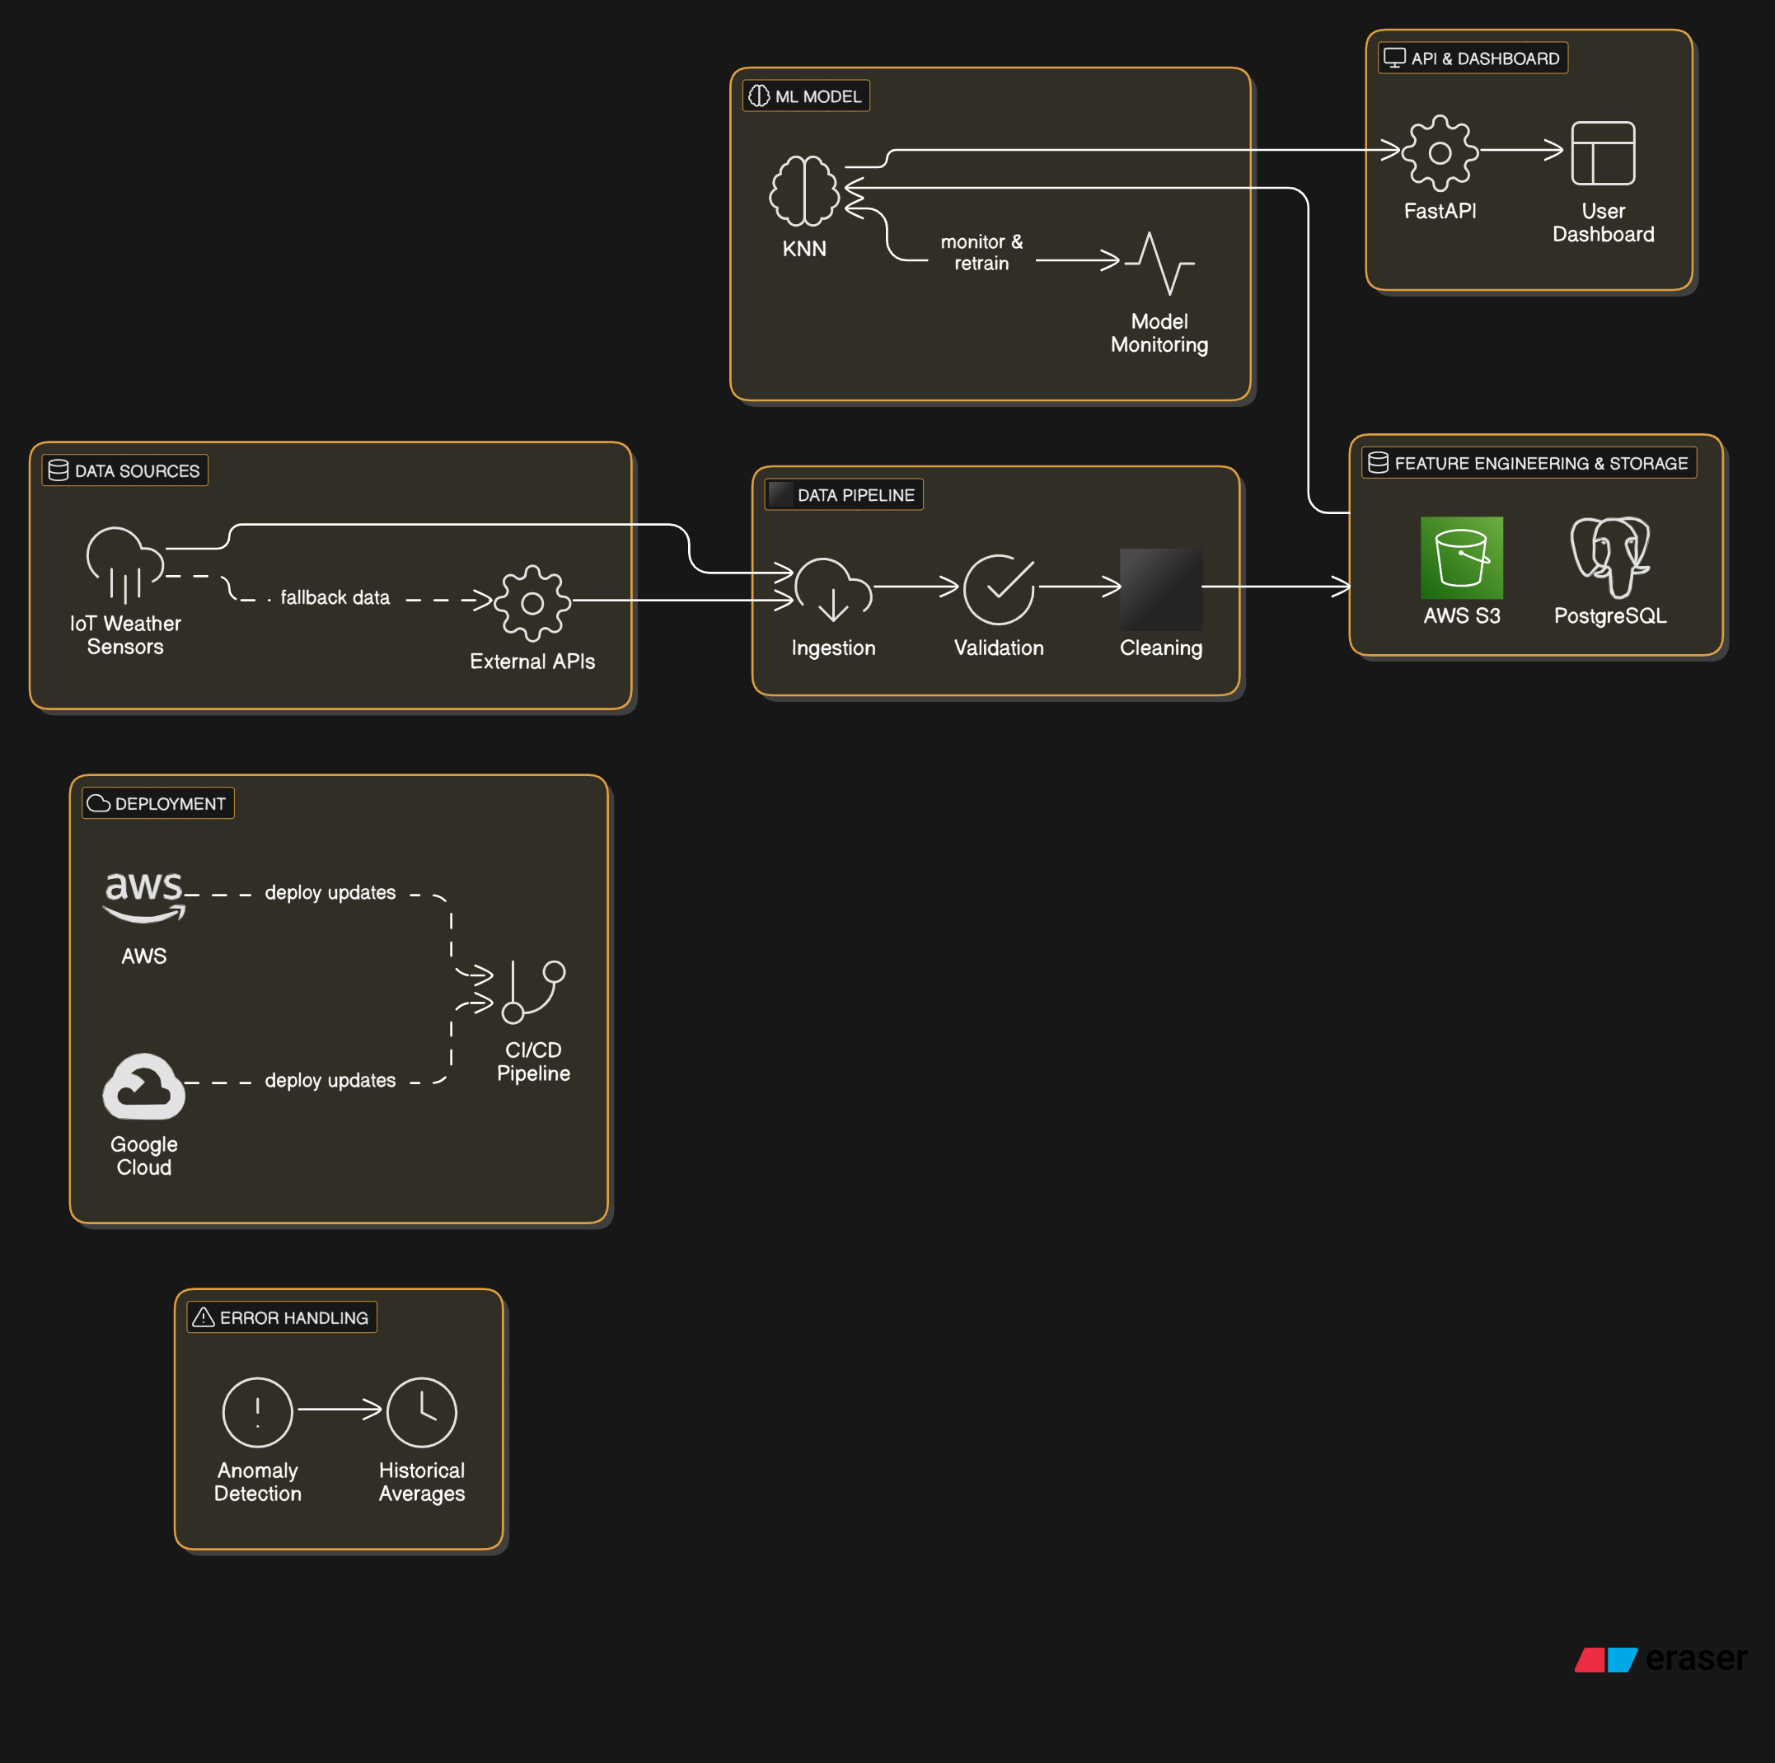 API & DASHBOARD
FastAPI
User
Dashboard
ML MODEL
KNN
monitor &
retrain
Model
Monitoring
DATA SOURCES
IoT Weather
Sensors
fallback data
External APIs
DATA PIPELINE
Ingestion
Validation
Cleaning
FEATURE ENGINEERING & STORAGE
AWS S3
PostgreSQL
DEPLOYMENT
aws
AWS
deploy updates
Google
Cloud
deploy updates
CI/CD
Pipeline
ERROR HANDLING
Anomaly
Detection
Historical
Averages
eraser